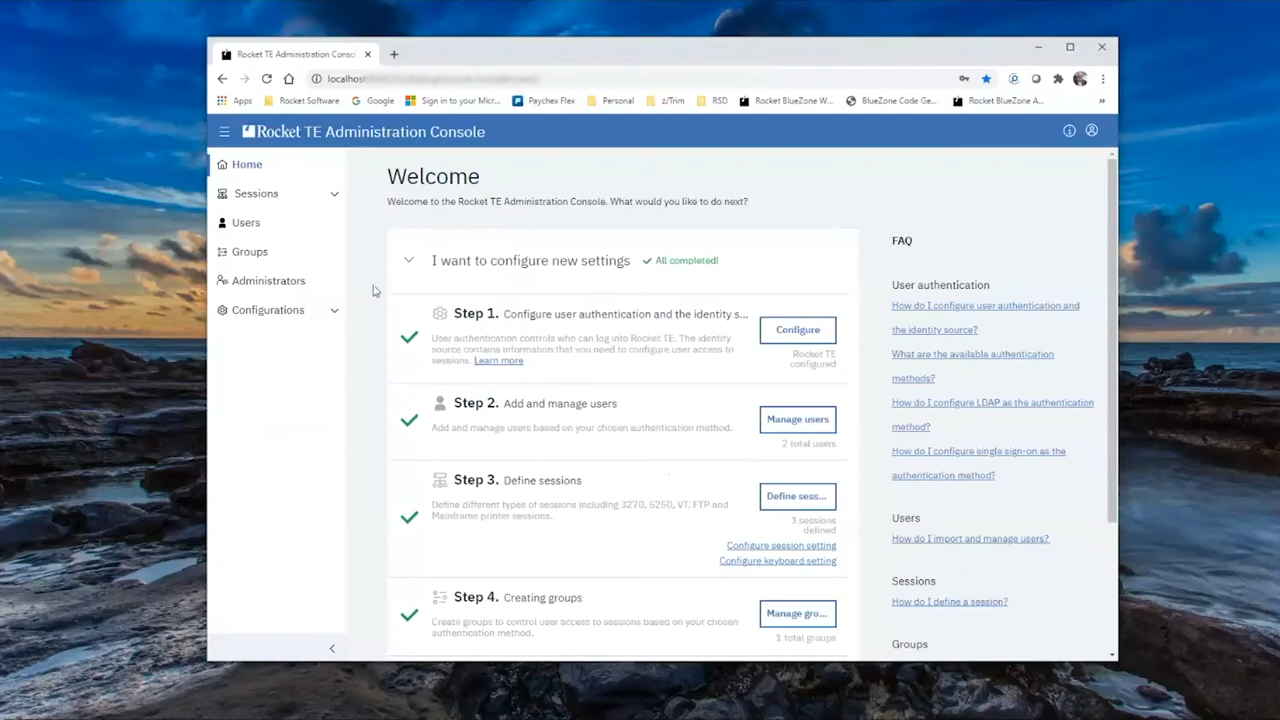 Rocket TE Administration Conso
localhost
Apps
Rocket Software
Google
Sign in to your Mic...
Paychex Flex
Personal
z/Trim
RSD
Rocket BlueZone W...
BlueZone Code Ge...
Rocket BlueZone A...
»
Rocket TE Administration Console
Home
Sessions
Users
Groups
Administrators
Configurations
Welcome
Welcome to the Rocket TE Administration Console. What would you like to do next?
I want to configure new settings
All completed!
Step 1. Configure user authentication and the identity s...
User authentication controls who can log into Rocket TE. The identity
source contains information that you need to configure user access to
sessions. Learn more
Configure
Rocket TE
configured
Step 2. Add and manage users
Add and manage users based on your chosen authentication method.
Manage users
2 total users
Step 3. Define sessions
Define different types of sessions including 3270, 5250, VT, FTP and
Mainframe printer sessions.
Define sess...
3 sessions
defined
Configure session setting
Configure keyboard setting
Step 4. Creating groups
Create groups to control user access to sessions based on your chosen
authentication method.
Manage gro...
1 total groups
FAQ
User authentication
How do I configure user authentication and
the identity source?
What are the available authentication
methods?
How do I configure LDAP as the authentication
method?
How do I configure single sign-on as the
authentication method?
Users
How do I import and manage users?
Sessions
How do I define a session?
Groups